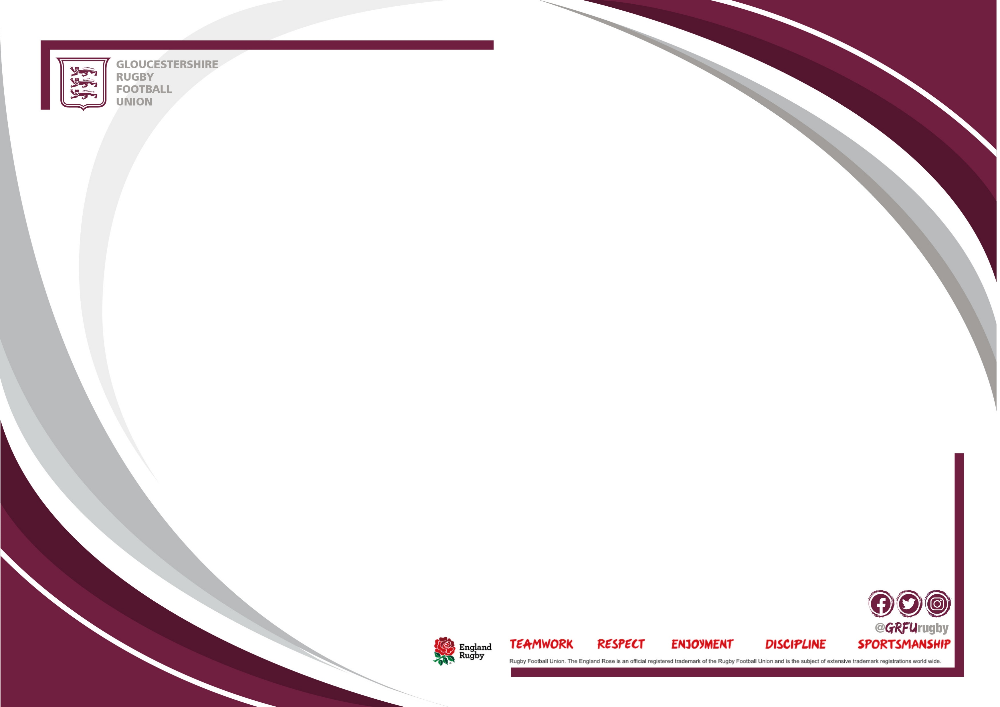 GLOUCESTERSHIRE
RUGBY
FOOTBALL
UNION
@GRFUrugby
England
Rugby
TEAMWORK RESPECT ENJOYMENT DISCIPLINE SPORTSMANSHIP
Rugby Football Union. The England Rose is an official registered trademark of the Rugby Football Union and is the subject of extensive trademark registrations world wide.